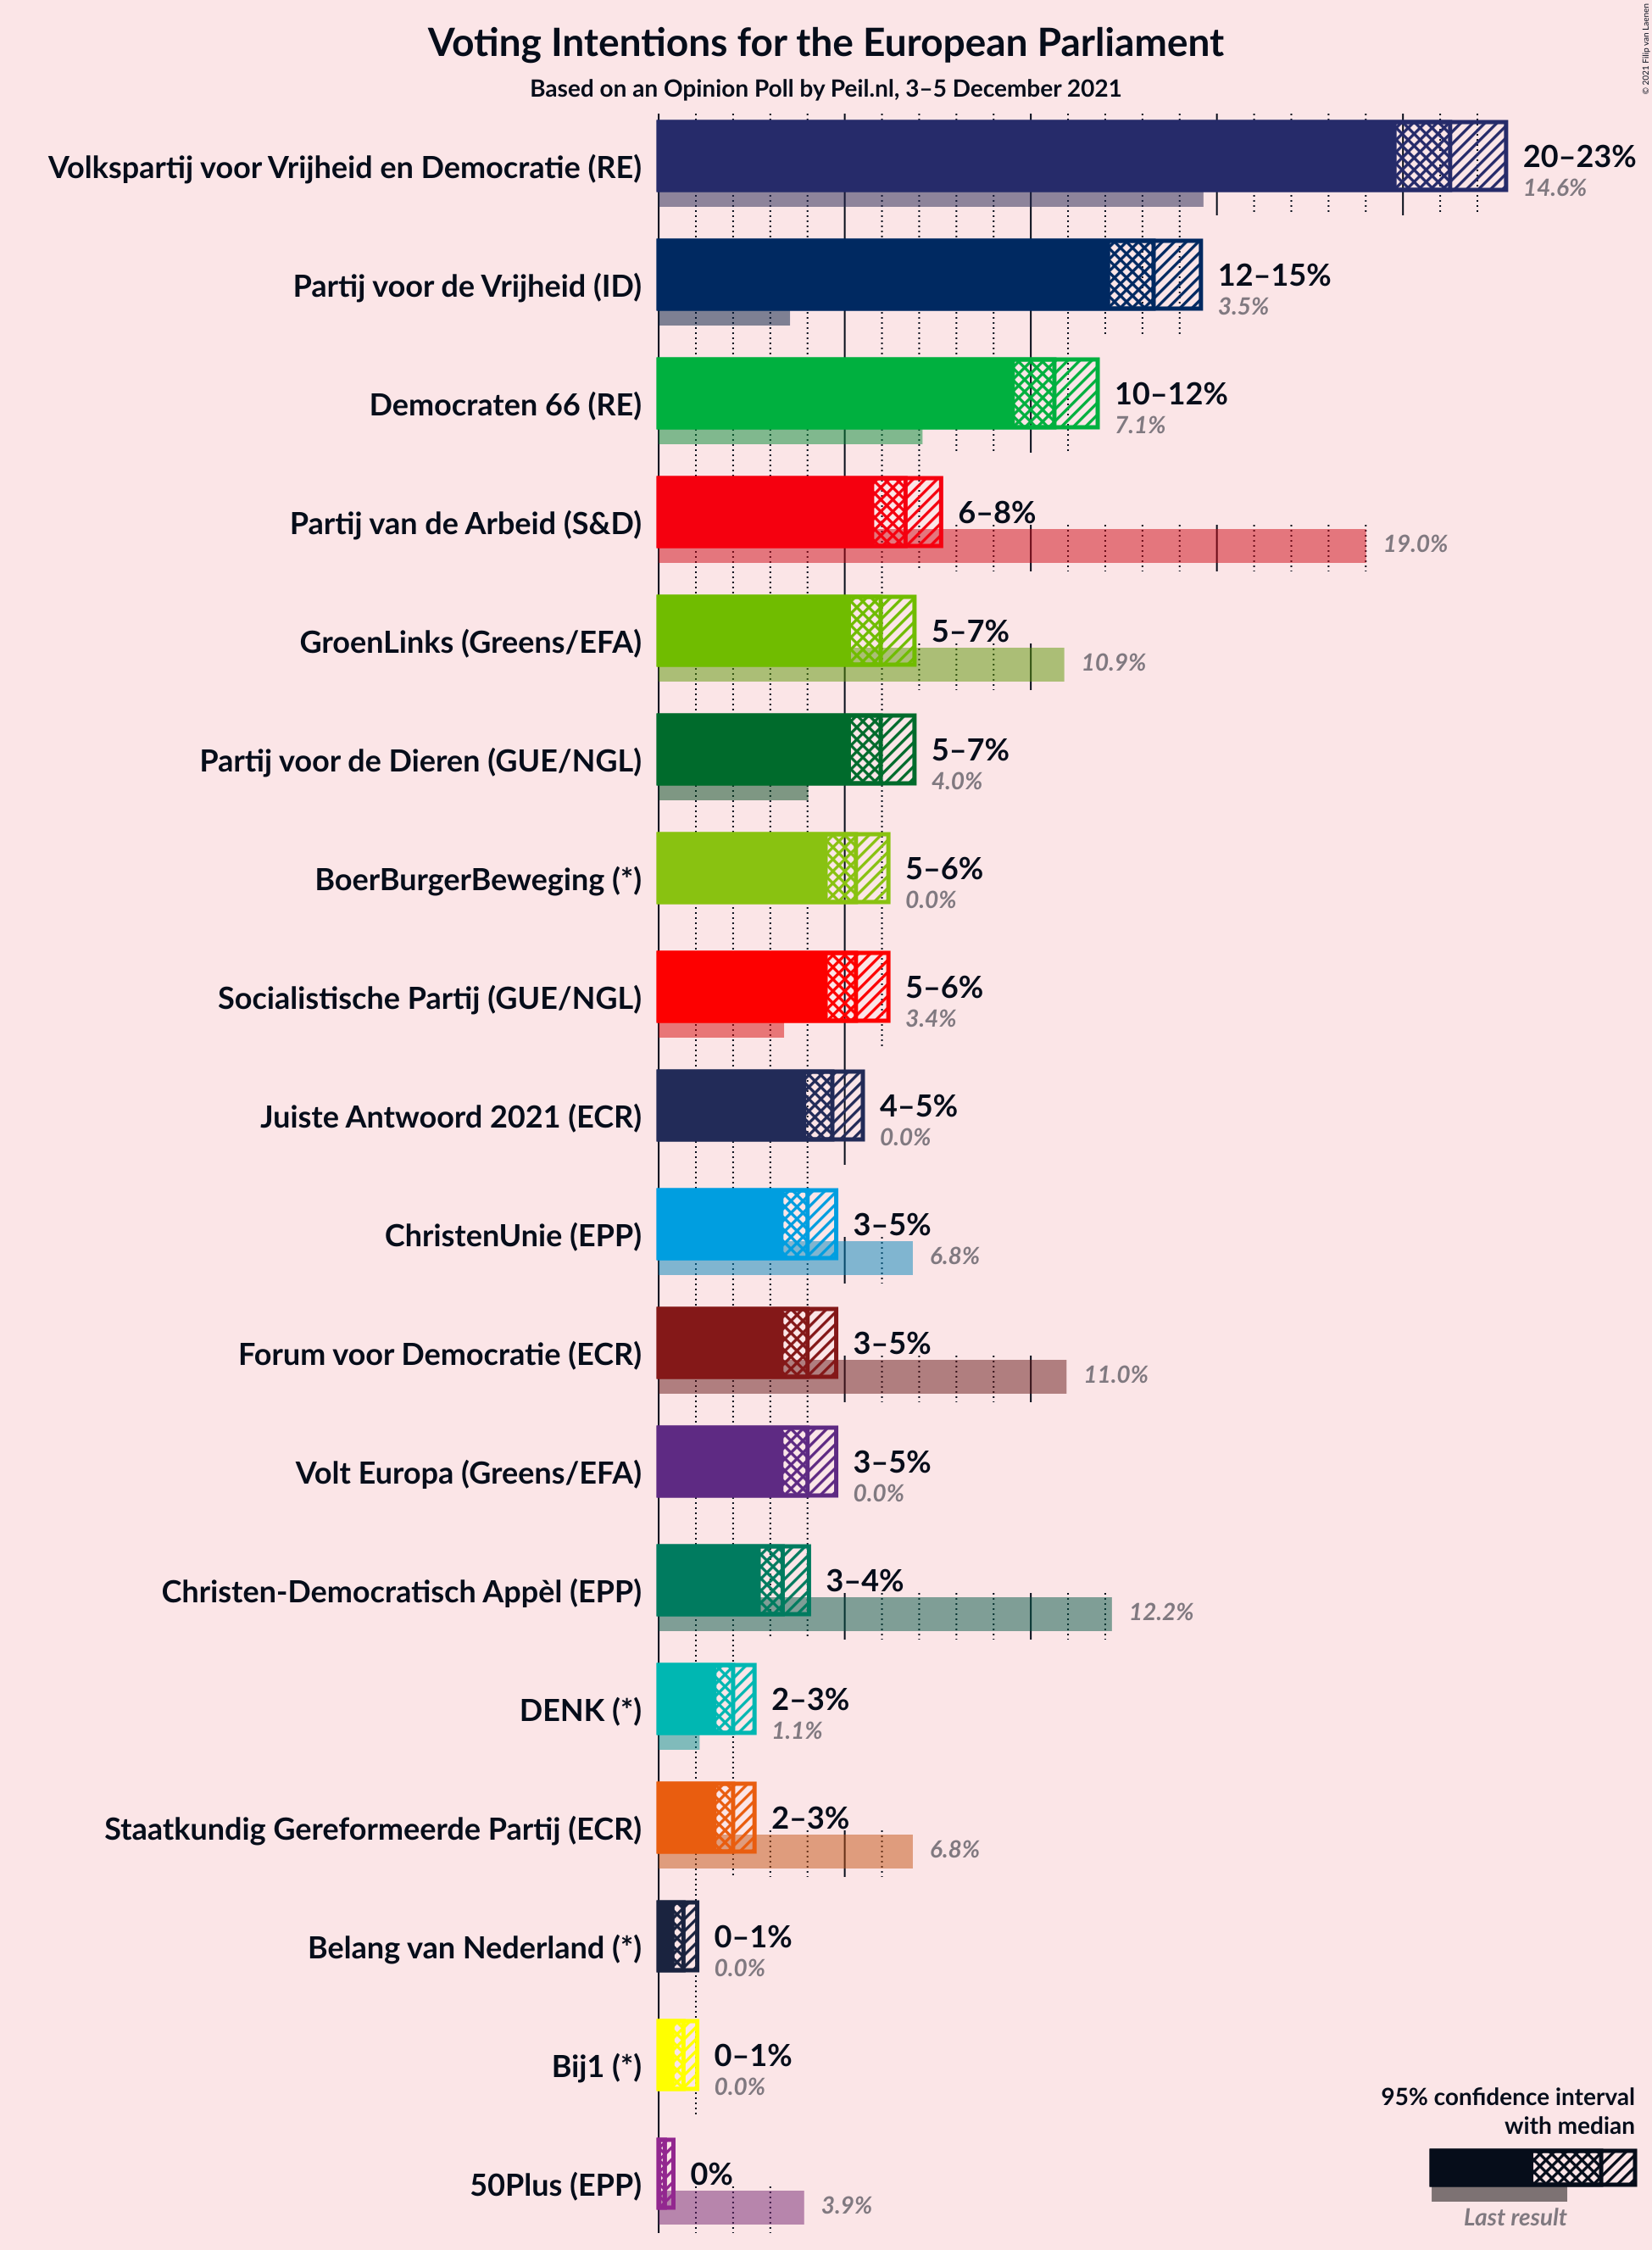 Voting Intentions for the European Parliament
Based on an Opinion Poll by Peil.nl, 3–5 December 2021
© 2021 Filip van Laenen
Volkspartij voor Vrijheid en Democratie (RE)
20–23%
14.6%
Partij voor de Vrijheid (ID)
12–15%
3.5%
Democraten 66 (RE)
10–12%
7.1%
Partij van de Arbeid (S&D)
6–8%
19.0%
GroenLinks (Greens/EFA)
5–7%
10.9%
Partij voor de Dieren (GUE/NGL)
5–7%
4.0%
BoerBurgerBeweging (*)
5–6%
0.0%
Socialistische Partij (GUE/NGL)
5–6%
3.4%
Juiste Antwoord 2021 (ECR)
4–5%
0.0%
ChristenUnie (EPP)
3–5%
6.8%
Forum voor Democratie (ECR)
3–5%
11.0%
Volt Europa (Greens/EFA)
3–5%
0.0%
Christen-Democratisch Appèl (EPP)
3–4%
12.2%
DENK (*)
2–3%
1.1%
Staatkundig Gereformeerde Partij (ECR)
2–3%
6.8%
Belang van Nederland (*)
0–1%
0.0%
Bij1 (*)
0–1%
0.0%
50Plus (EPP)
0%
3.9%
95% confidence interval
with median
Last result